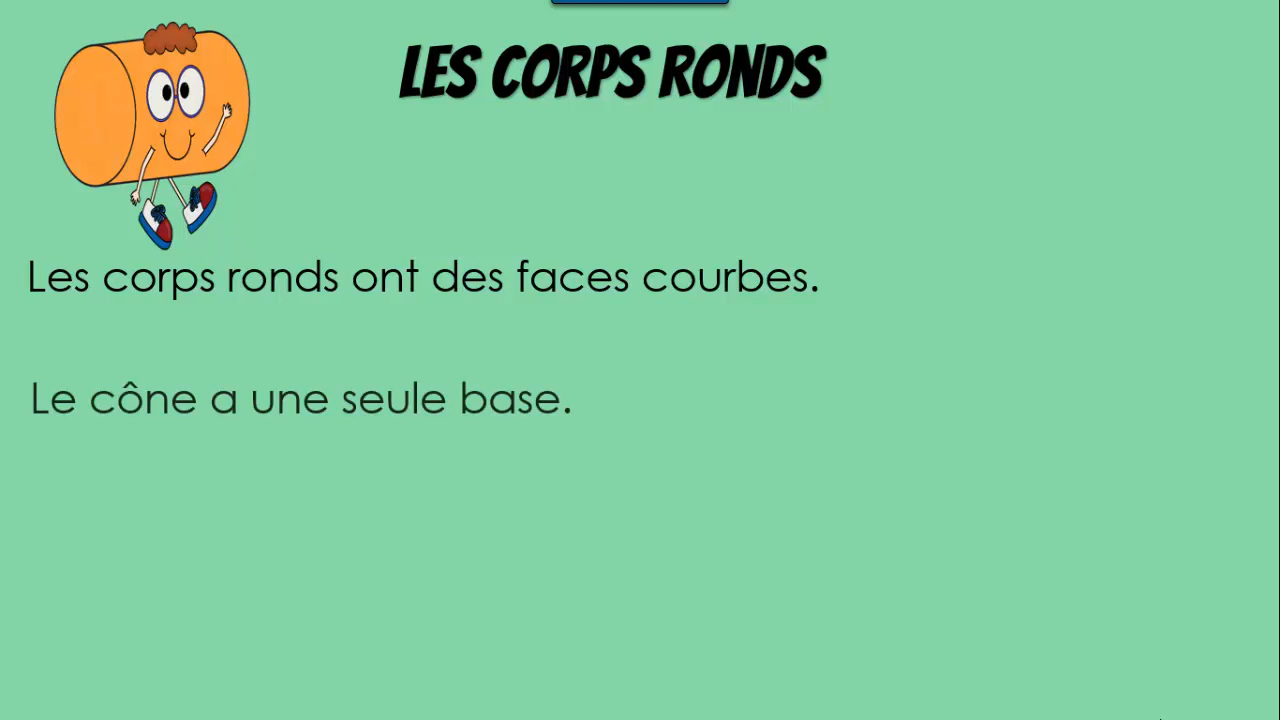 LES CORPS RONDS
Les corps ronds ont des faces courbes.
Le cône a une seule base.